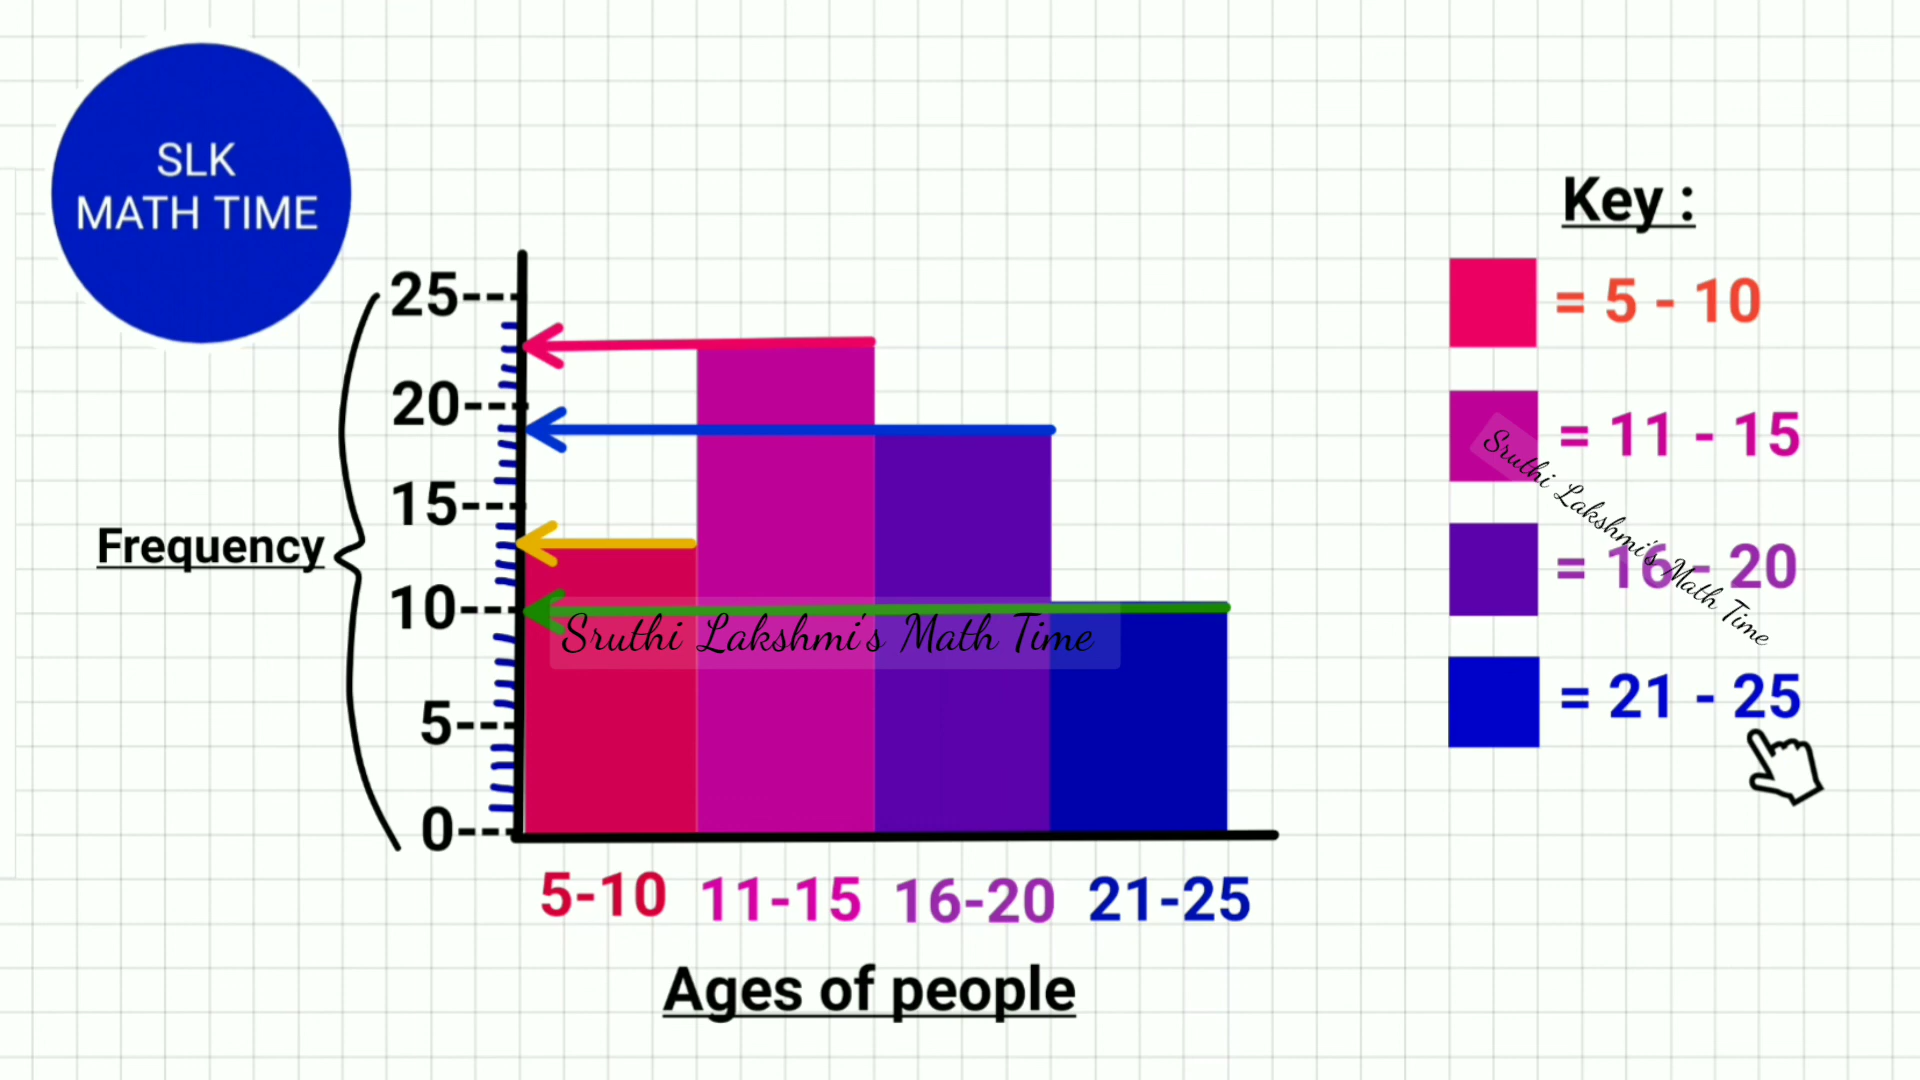 SLK
MATH TIME
Key :
25---
= 5 - 10
20---
= 11 - 15
Sruthi Lakshmi's Math Time
15---
Frequency
= 16 - 20
10---
Sruthi Lakshmi's Math Time
5---
= 21 - 25
0---
5-10 11-15 16-20 21-25
Ages of people